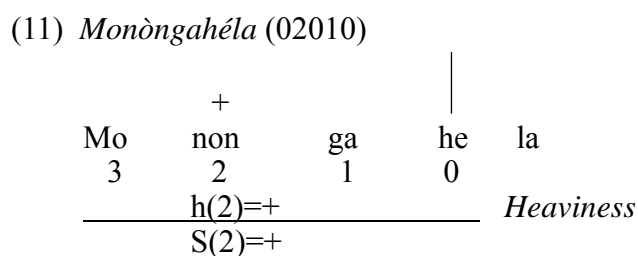 (11) Monòngahéla (02010)
+
Mo non ga he la
3 2 1 0
h(2)=+ Heaviness
S(2)=+